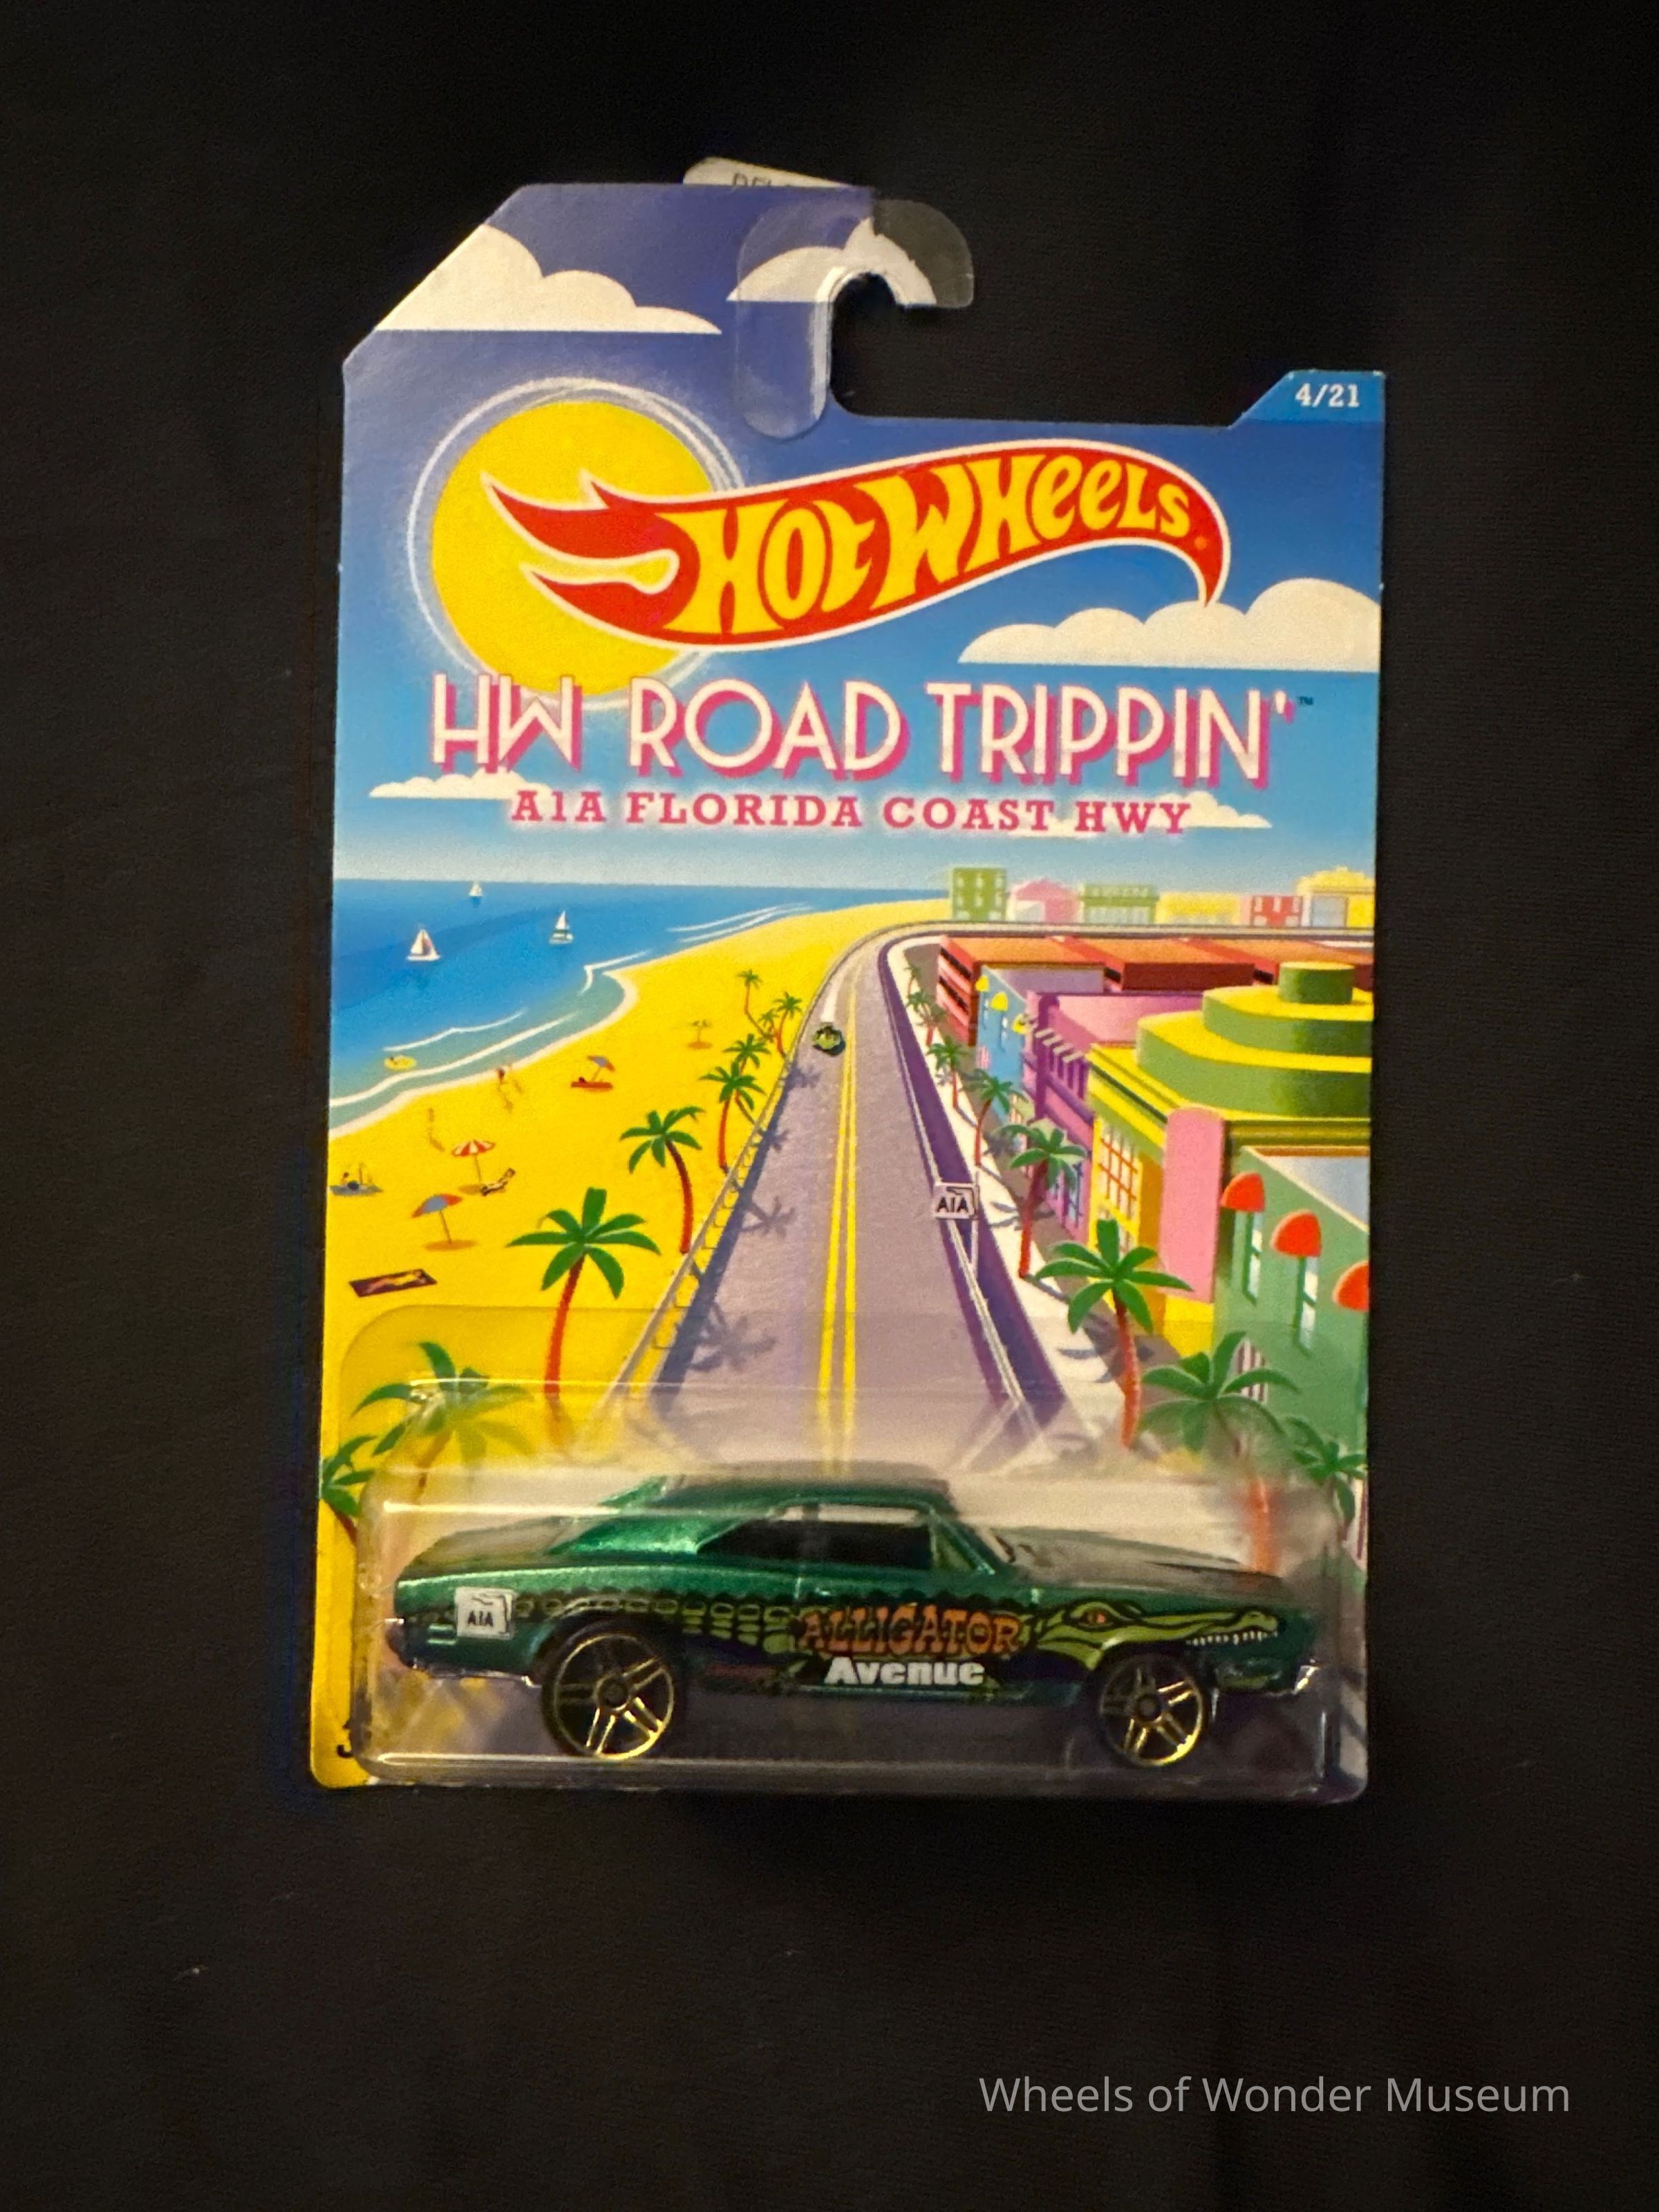 4/21
HOT WHEELS
HW ROAD TRIPPIN'™
A1A FLORIDA COAST HWY
A1A
A1A
ALLIGATOR
Avenue
Wheels of Wonder Museum